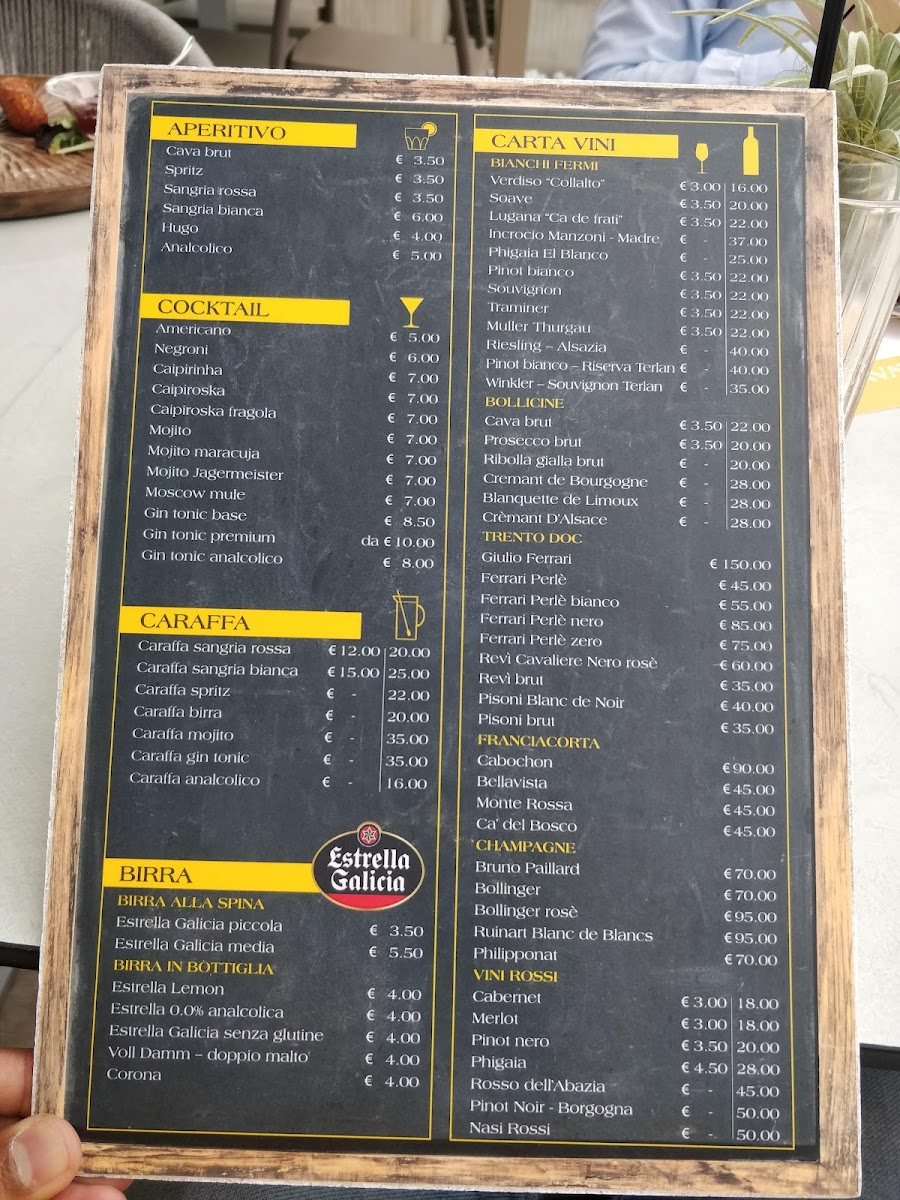 APERITIVO
Cava brut € 3.50
Spritz € 3.50
Sangria rossa € 3.50
Sangria bianca € 6.00
Hugo € 4.00
Analcolico € 5.00
COCKTAIL
Americano € 5.00
Negroni € 6.00
Caipirinha € 7.00
Caipiroska € 7.00
Caipiroska fragola € 7.00
Mojito € 7.00
Mojito maracuja € 7.00
Mojito Jagermeister € 7.00
Moscow mule € 7.00
Gin tonic base € 8.50
Gin tonic premium da € 10.00
Gin tonic analcolico € 8.00
CARAFFA
Caraffa sangria rossa € 12.00 20.00
Caraffa sangria bianca € 15.00 25.00
Caraffa spritz € - 22.00
Caraffa birra € - 20.00
Caraffa mojito € - 35.00
Caraffa gin tonic € - 35.00
Caraffa analcolico € - 16.00
Estrella
Galicia
BIRRA
BIRRA ALLA SPINA
Estrella Galicia piccola € 3.50
Estrella Galicia media € 5.50
BIRRA IN BOTTIGLIA
Estrella Lemon € 4.00
Estrella 0.0% analcolica € 4.00
Estrella Galicia senza glutine € 4.00
Voll Damm – doppio malto € 4.00
Corona € 4.00
CARTA VINI
BIANCHI FERMI
Verdiso "Collalto" € 3.00 16.00
Soave € 3.50 20.00
Lugana "Ca de frati" € 3.50 22.00
Incrocio Manzoni - Madre € - 37.00
Phigaia El Blanco € - 25.00
Pinot bianco € 3.50 22.00
Souvignon € 3.50 22.00
Traminer € 3.50 22.00
Muller Thurgau € 3.50 22.00
Riesling – Alsazia € - 40.00
Pinot bianco – Riserva Terlan € - 40.00
Winkler – Souvignon Terlan € - 35.00
BOLLICINE
Cava brut € 3.50 22.00
Prosecco brut € 3.50 20.00
Ribolla gialla brut € - 20.00
Cremant de Bourgogne € - 28.00
Blanquette de Limoux € - 28.00
Crèmant D'Alsace € - 28.00
TRENTO DOC
Giulio Ferrari € 150.00
Ferrari Perlè € 45.00
Ferrari Perlè bianco € 55.00
Ferrari Perlè nero € 85.00
Ferrari Perlè zero € 75.00
Revì Cavaliere Nero rosè € 60.00
Revì brut € 35.00
Pisoni Blanc de Noir € 40.00
Pisoni brut € 35.00
FRANCIACORTA
Cabochon € 90.00
Bellavista € 45.00
Monte Rossa € 45.00
Ca' del Bosco € 45.00
CHAMPAGNE
Bruno Paillard € 70.00
Bollinger € 70.00
Bollinger rosè € 95.00
Ruinart Blanc de Blancs € 95.00
Philipponat € 70.00
VINI ROSSI
Cabernet € 3.00 18.00
Merlot € 3.00 18.00
Pinot nero € 3.50 20.00
Phigaia € 4.50 28.00
Rosso dell'Abazia € - 45.00
Pinot Noir - Borgogna € - 50.00
Nasi Rossi € - 50.00